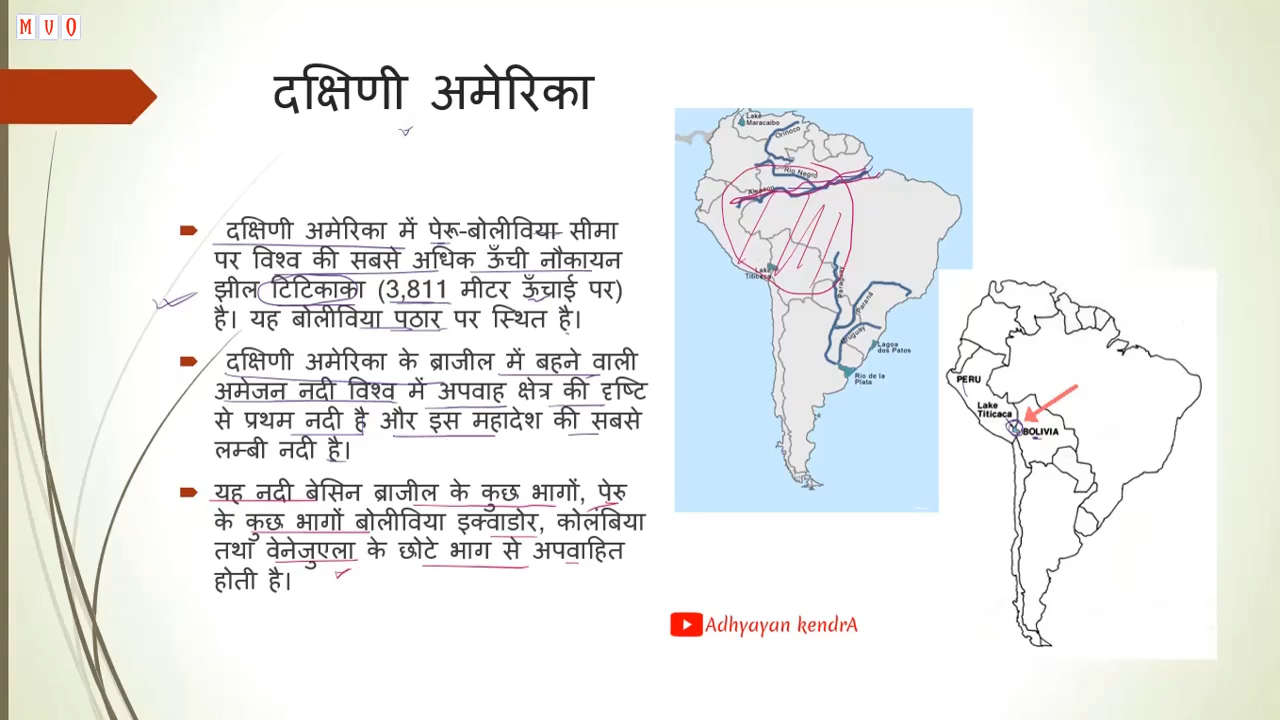 M V O
दक्षिणी अमेरिका
दक्षिणी अमेरिका में पेरू-बोलीविया सीमा
पर विश्व की सबसे अधिक ऊँची नौकायन
झील टिटिकाका (3,811 मीटर ऊँचाई पर)
है। यह बोलीविया पठार पर स्थित है।
दक्षिणी अमेरिका के ब्राजील में बहने वाली
अमेजन नदी विश्व में अपवाह क्षेत्र की दृष्टि
से प्रथम नदी है और इस महादेश की सबसे
लम्बी नदी है।
यह नदी बेसिन ब्राजील के कुछ भागों, पेरु
के कुछ भागों बोलीविया इक्वाडोर, कोलंबिया
तथा वेनेजुएला के छोटे भाग से अपवाहित
होती है।
Lake
Maracaibo
Orinoco
Rio Negro
Amazon
Lake
Titicaca
Paraguay
Paraná
Uruguay
Lagoa
dos Patos
Rio de la
Plata
PERU
Lake
Titicaca
BOLIVIA
Adhyayan kendrA